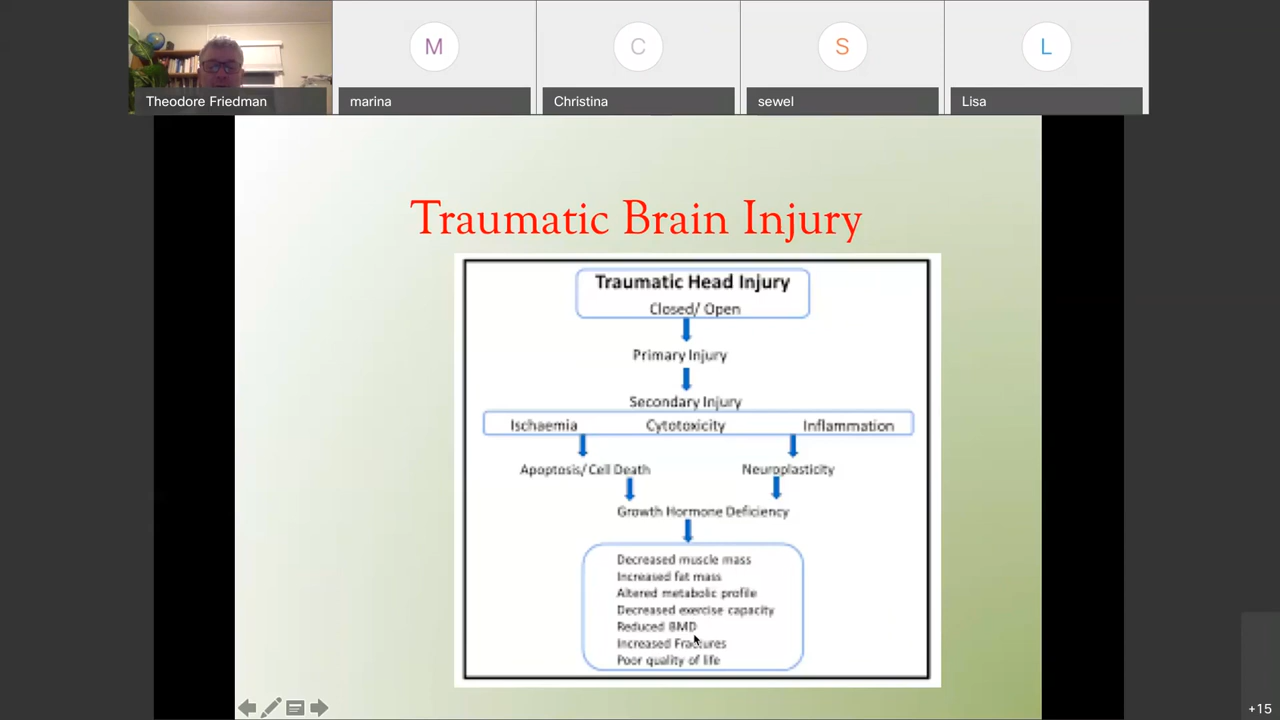 M
C
S
L
Theodore Friedman
marina
Christina
sewel
Lisa
Traumatic Brain Injury
Traumatic Head Injury
Closed/ Open
Primary Injury
Secondary Injury
Ischaemia Cytotoxicity Inflammation
Apoptosis/ Cell Death Neuroplasticity
Growth Hormone Deficiency
Decreased muscle mass
Increased fat mass
Altered metabolic profile
Decreased exercise capacity
Reduced BMD
Increased Fractures
Poor quality of life
+15